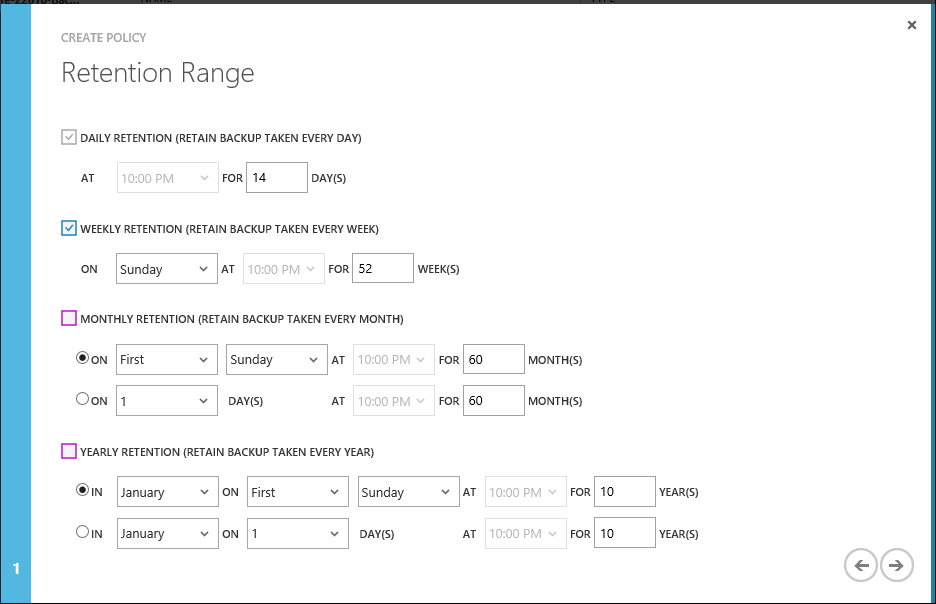 NAME
TYPE
CREATE POLICY
Retention Range
DAILY RETENTION (RETAIN BACKUP TAKEN EVERY DAY)
AT 10:00 PM FOR 14 DAY(S)
WEEKLY RETENTION (RETAIN BACKUP TAKEN EVERY WEEK)
ON Sunday AT 10:00 PM FOR 52 WEEK(S)
MONTHLY RETENTION (RETAIN BACKUP TAKEN EVERY MONTH)
ON First Sunday AT 10:00 PM FOR 60 MONTH(S)
ON 1 DAY(S) AT 10:00 PM FOR 60 MONTH(S)
YEARLY RETENTION (RETAIN BACKUP TAKEN EVERY YEAR)
IN January ON First Sunday AT 10:00 PM FOR 10 YEAR(S)
IN January ON 1 DAY(S) AT 10:00 PM FOR 10 YEAR(S)
1